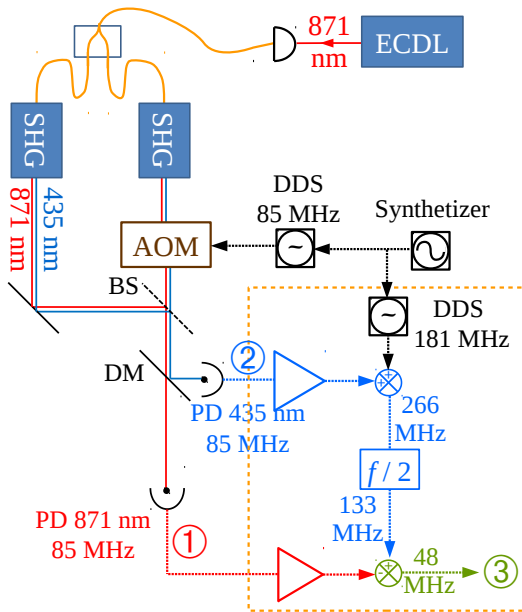 871
nm
ECDL
SHG
SHG
871 nm
435 nm
DDS
85 MHz
Synthetizer
AOM
~
BS
~
DDS
181 MHz
DM
②
PD 435 nm
85 MHz
+
+
266
MHz
f / 2
133
MHz
PD 871 nm
85 MHz
①
-
+
48
MHz
③